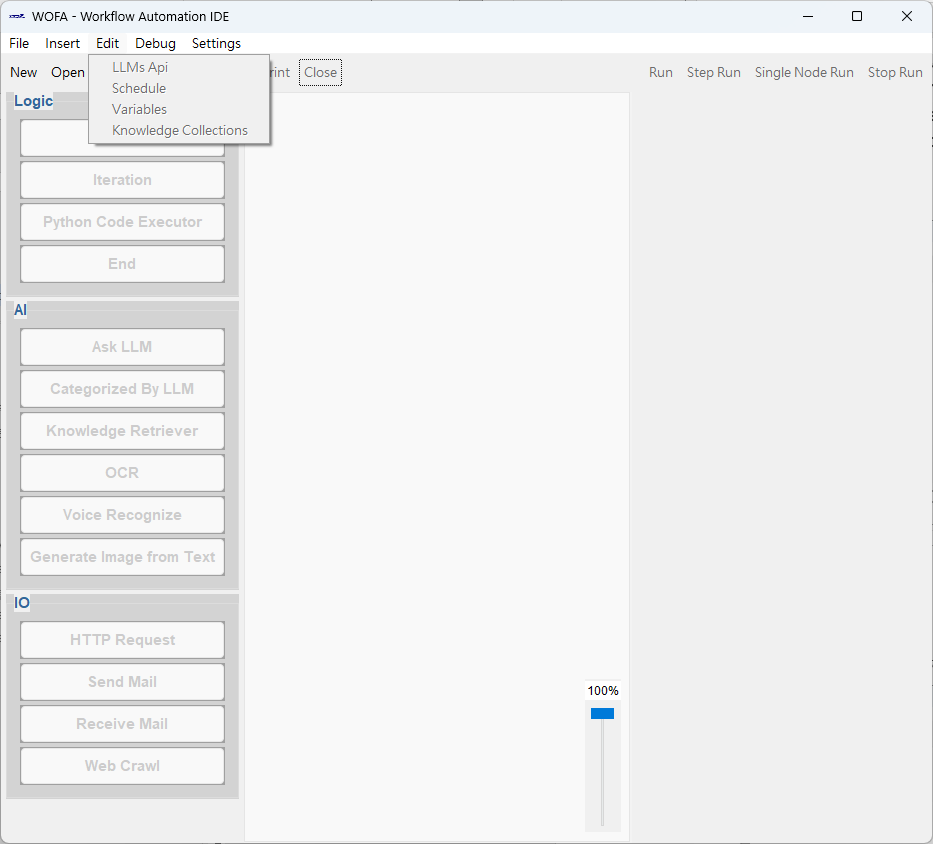 WOFA - Workflow Automation IDE
File Insert Edit Debug Settings
New Open Close Run Step Run Single Node Run Stop Run
LLMs Api
Schedule
Variables
Knowledge Collections
Logic
Iteration
Python Code Executor
End
AI
Ask LLM
Categorized By LLM
Knowledge Retriever
OCR
Voice Recognize
Generate Image from Text
IO
HTTP Request
Send Mail
Receive Mail
Web Crawl
100%